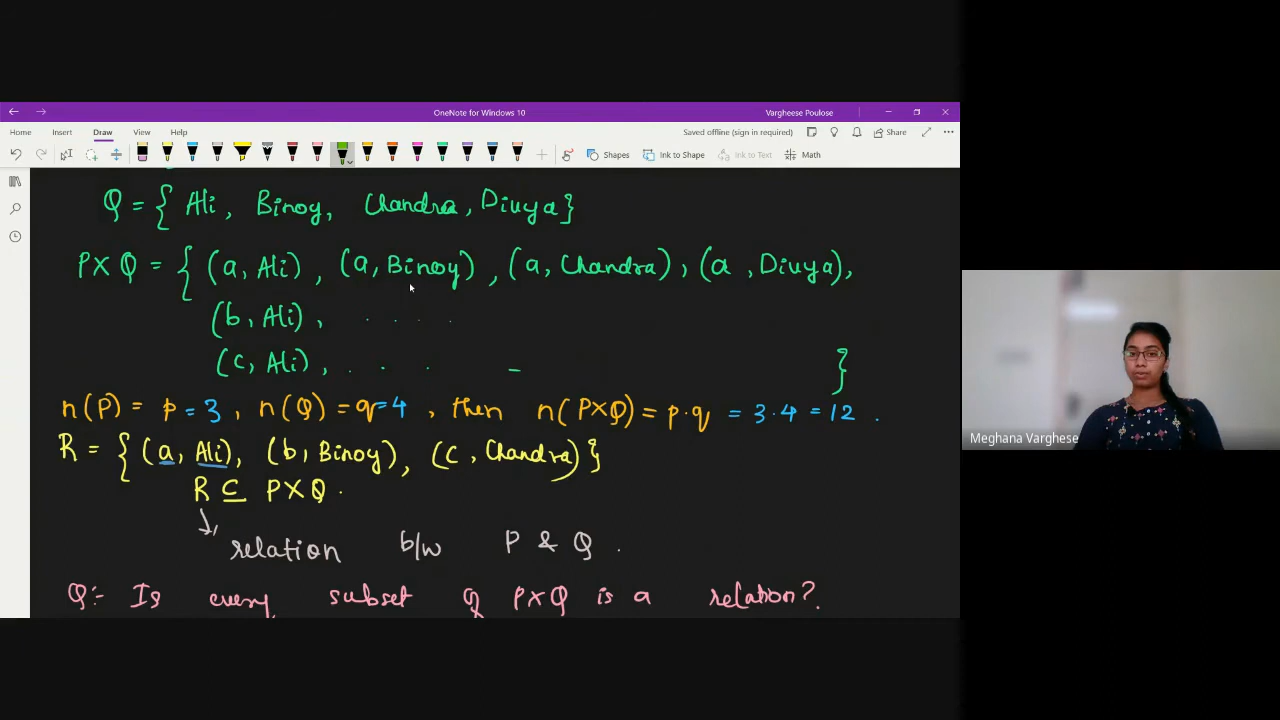 OneNote for Windows 10
Vargheese Poulose
Home Insert Draw View Help
Saved offline (sign in required)
Share
Shapes
Ink to Shape
Ink to Text
Math
Q = { Ali, Binoy, Chandra, Divya}
P X Q = { (a, Ali), (a, Binoy), (a, Chandra), (a, Divya),
(b, Ali), . . . .
(c, Ali), . . . - }
n(P) = p = 3, n(Q) = q = 4, then n(PXQ) = p.q = 3.4 = 12.
R = { (a, Ali), (b, Binoy), (c, Chandra)}
R ⊆ P X Q.
↓
relation b/w P & Q.
Q:- Is every subset of PXQ is a relation?.
Meghana Varghese